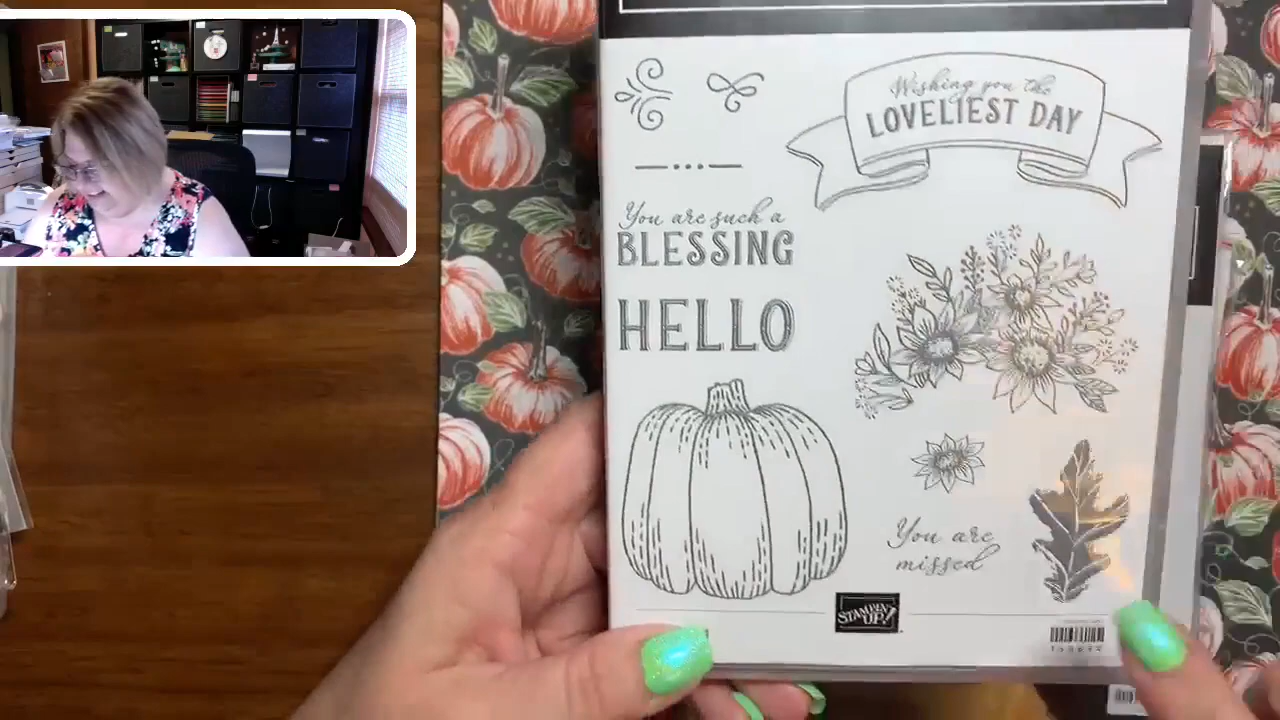 Wishing you the
LOVELIEST DAY
You are such a
BLESSING
HELLO
You are
missed
STAMPIN' UP!